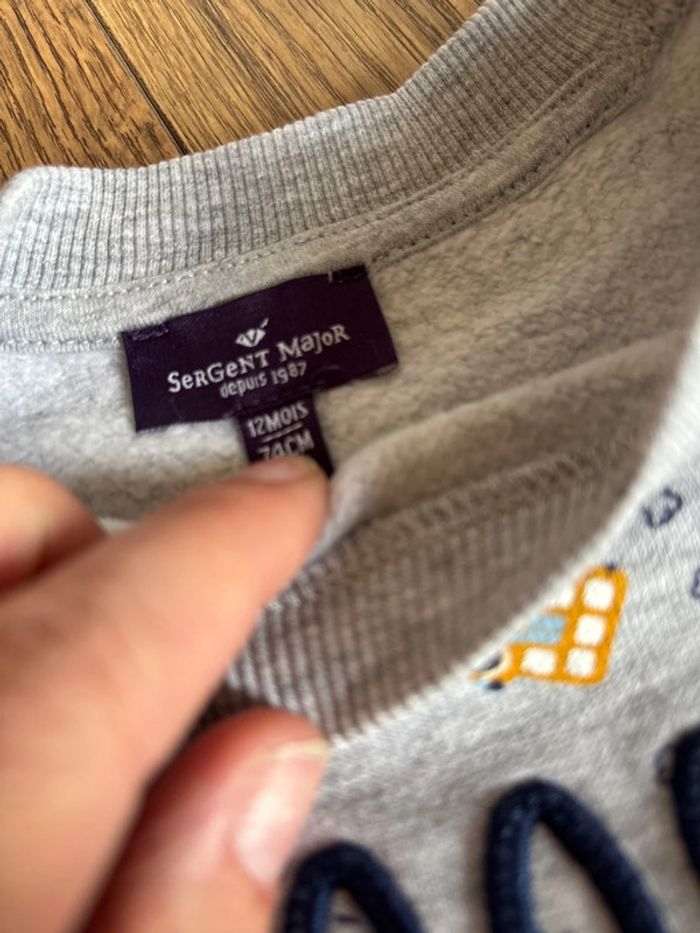 SeRGeNT MaJoR
depuis 1987
12MOIS
74CM